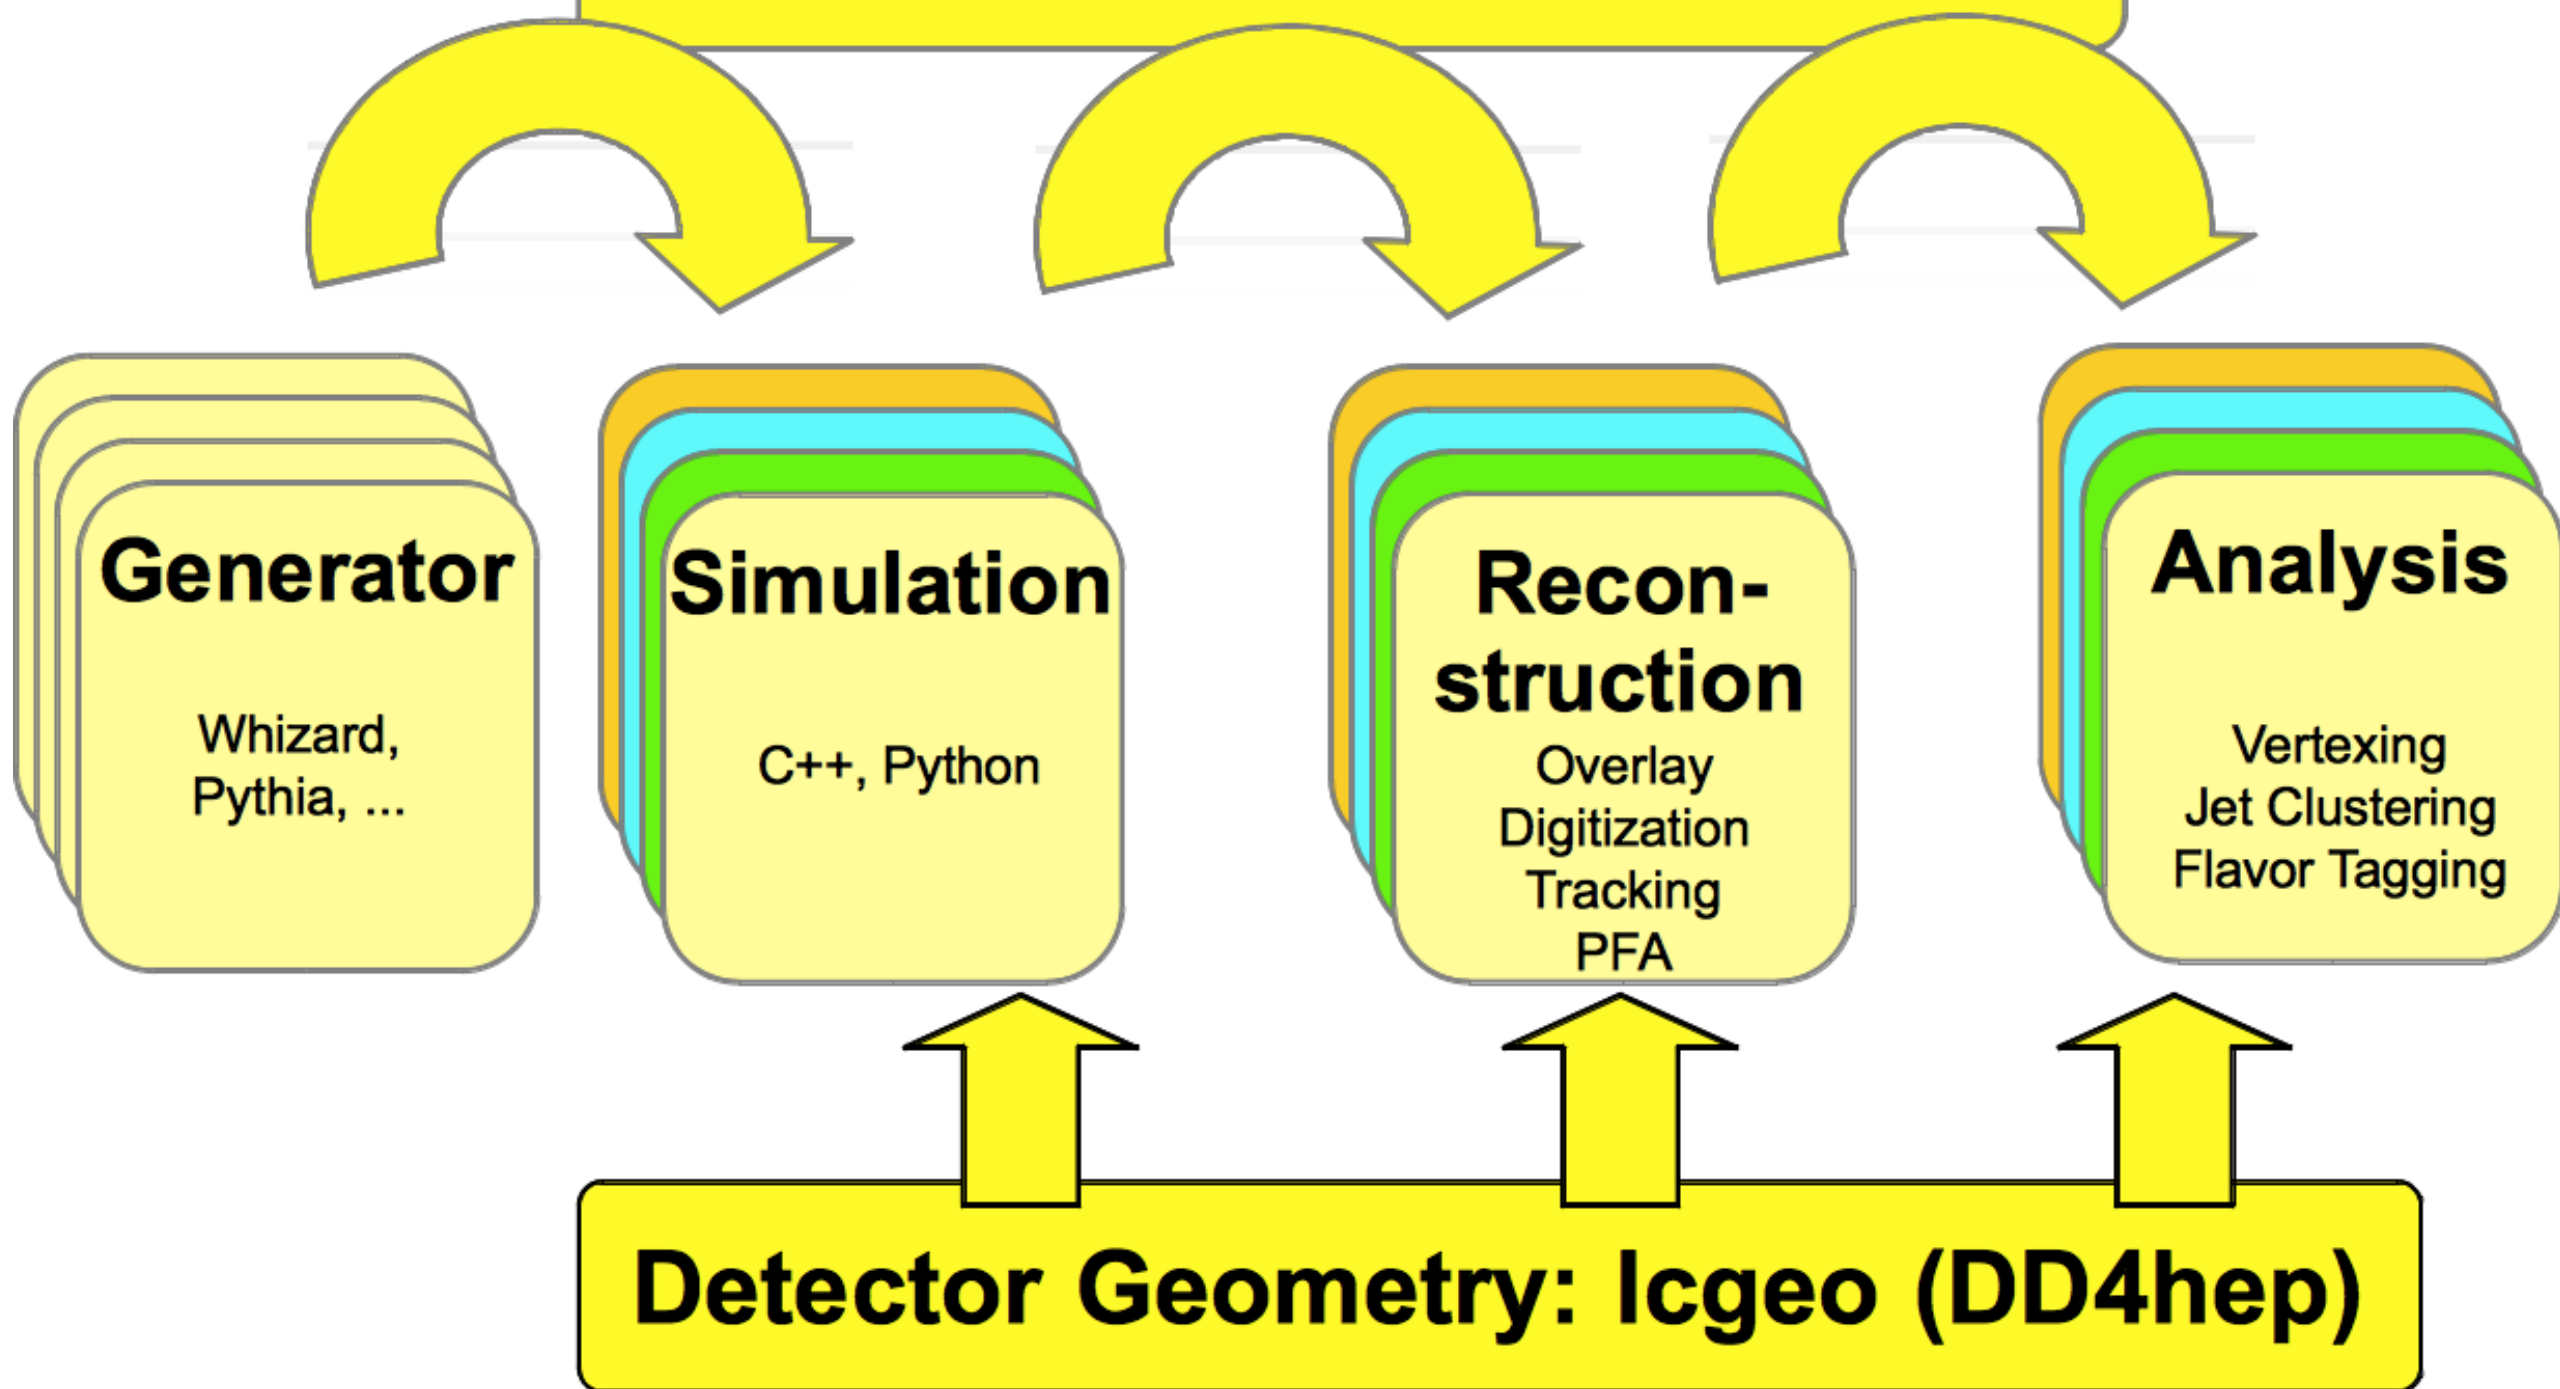 Generator
Whizard,
Pythia, ...
Simulation
C++, Python
Recon-
struction
Overlay
Digitization
Tracking
PFA
Analysis
Vertexing
Jet Clustering
Flavor Tagging
Detector Geometry: lcgeo (DD4hep)